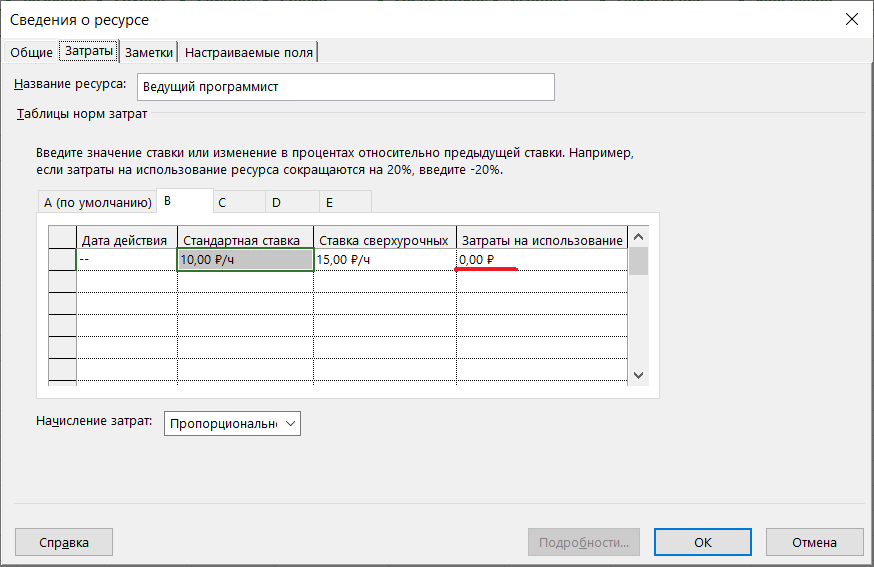 Сведения о ресурсе
Общие Затраты Заметки Настраиваемые поля
Название ресурса: Ведущий программист
Таблицы норм затрат
Введите значение ставки или изменение в процентах относительно предыдущей ставки. Например,
если затраты на использование ресурса сокращаются на 20%, введите -20%.
A (по умолчанию) B C D E
Дата действия Стандартная ставка Ставка сверхурочных Затраты на использование
-- 10,00 ₽/ч 15,00 ₽/ч 0,00 ₽
Начисление затрат: Пропорциональн
Справка Подробности... ОК Отмена